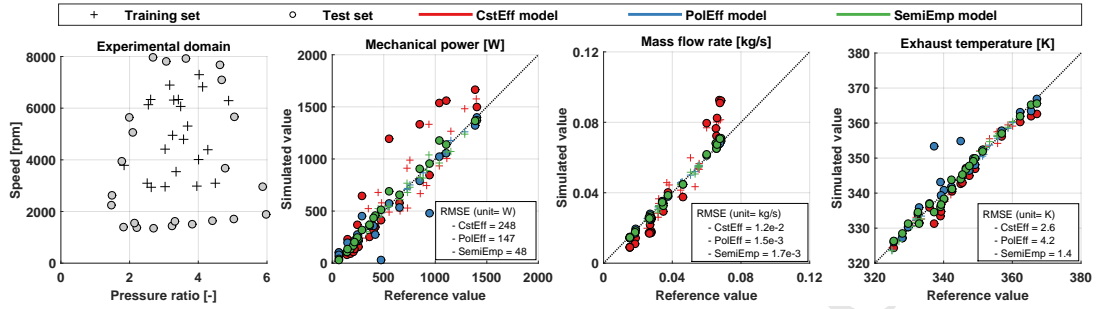 Training set Test set CstEff model PolEff model SemiEmp model
Experimental domain
Speed [rpm]
8000
6000
4000
2000
0
0 2 4 6
Pressure ratio [-]
Mechanical power [W]
Simulated value
2000
1500
1000
500
0
0 500 1000 1500 2000
Reference value
RMSE (unit= W)
- CstEff = 248
- PolEff = 147
- SemiEmp = 48
Mass flow rate [kg/s]
Simulated value
0.12
0.08
0.04
0
0.00 0.04 0.08 0.12
Reference value
RMSE (unit= kg/s)
- CstEff = 1.2e-2
- PolEff = 1.5e-3
- SemiEmp = 1.7e-3
Exhaust temperature [K]
Simulated value
380
370
360
350
340
330
320
320 340 360 380
Reference value
RMSE (unit= K)
- CstEff = 2.6
- PolEff = 4.2
- SemiEmp = 1.4